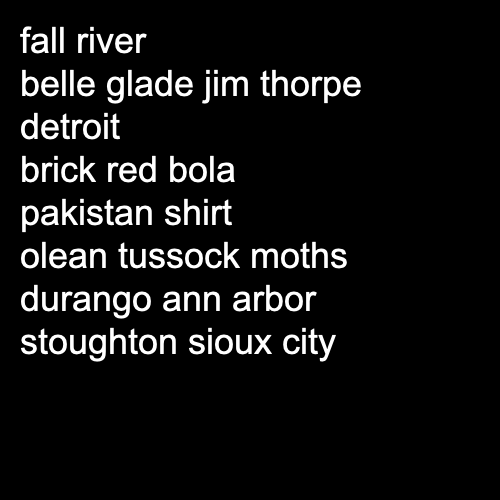 fall river
belle glade jim thorpe
detroit
brick red bola
pakistan shirt
olean tussock moths
durango ann arbor
stoughton sioux city